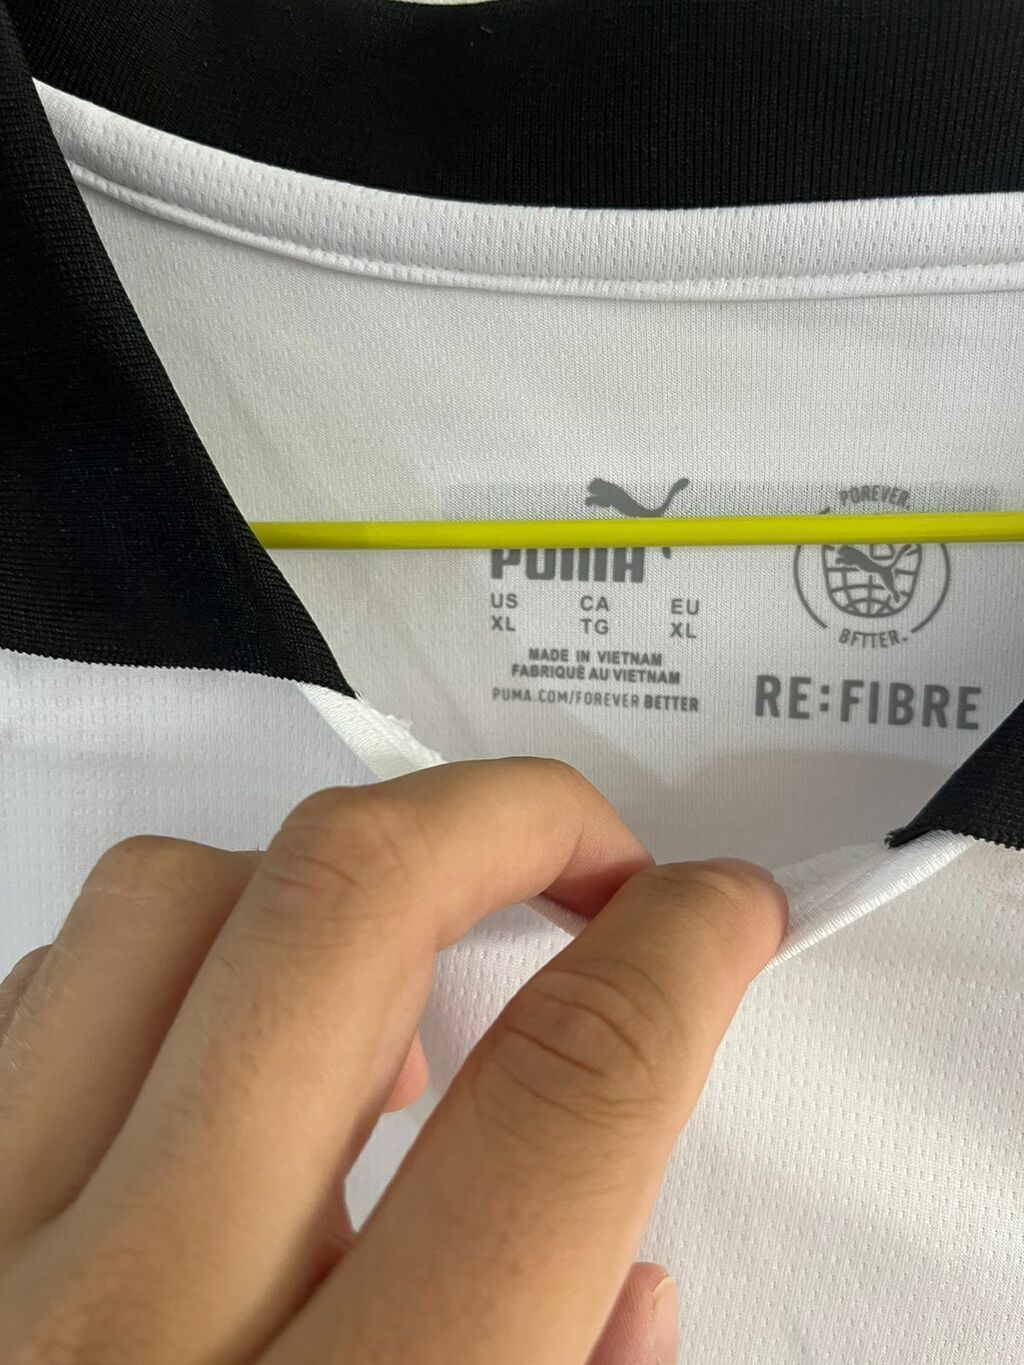 PUMA
US CA EU
XL TG XL
MADE IN VIETNAM
FABRIQUÉ AU VIETNAM
PUMA.COM/FOREVER BETTER
FOREVER.
BETTER.
RE:FIBRE